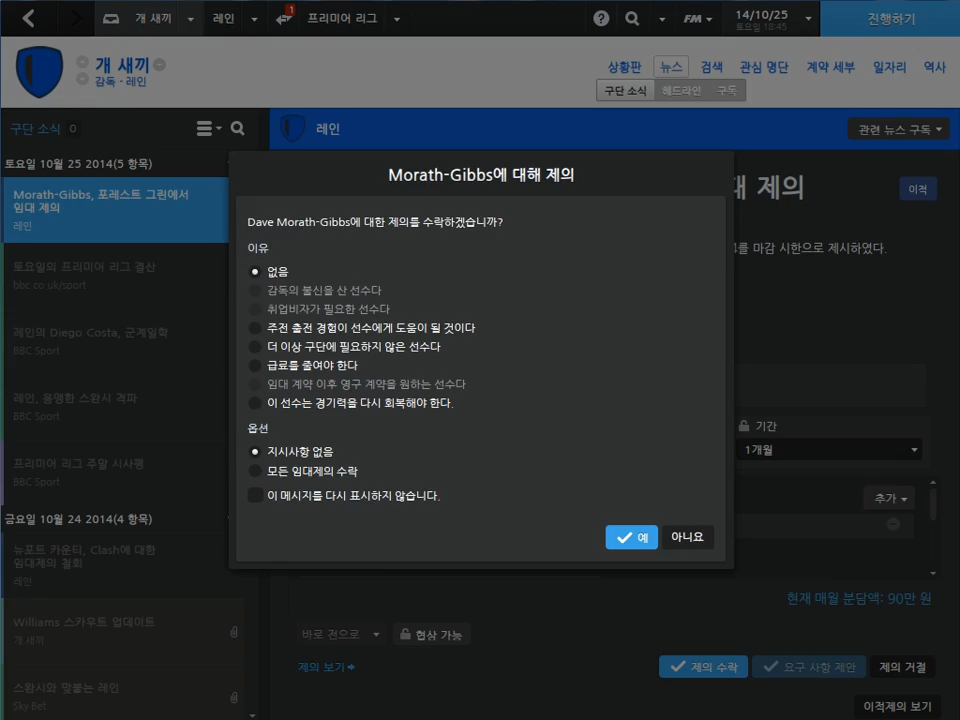 개 새끼
레인
1
프리미어 리그
?
FM
14/10/25
토요일 18:45
진행하기
개 새끼
감독 - 레인
상황판
뉴스
검색
관심 명단
계약 세부
일자리
역사
구단 소식
헤드라인
구독
구단 소식 0
레인
관련 뉴스 구독
토요일 10월 25 2014(5 항목)
Morath-Gibbs, 포레스트 그린에서
임대 제의
레인
토요일의 프리미어 리그 결산
bbc.co.uk/sport
레인의 Diego Costa, 군계일학
BBC Sport
레인, 용맹한 스완시 격파
BBC Sport
프리미어 리그 주말 시사평
BBC Sport
금요일 10월 24 2014(4 항목)
뉴포트 카운티, Clash에 대한
임대제의 철회
레인
Williams 스카우트 업데이트
개 새끼
스완시와 맞붙는 레인
Sky Bet
Morath-Gibbs에 대해 제의
Dave Morath-Gibbs에 대한 제의를 수락하겠습니까?
이유
없음
감독의 불신을 산 선수다
취업비자가 필요한 선수다
주전 출전 경험이 선수에게 도움이 될 것이다
더 이상 구단에 필요하지 않은 선수다
급료를 줄여야 한다
임대 계약 이후 영구 계약을 원하는 선수다
이 선수는 경기력을 다시 회복해야 한다.
옵션
지시사항 없음
모든 임대제의 수락
이 메시지를 다시 표시하지 않습니다.
예
아니요
대 제의
이적
를 마감 시한으로 제시하였다.
기간
1개월
추가
현재 매월 분담액: 90만 원
바로 전으로
협상 가능
제의 보기
제의 수락
요구 사항 제안
제의 거절
이적제의 보기